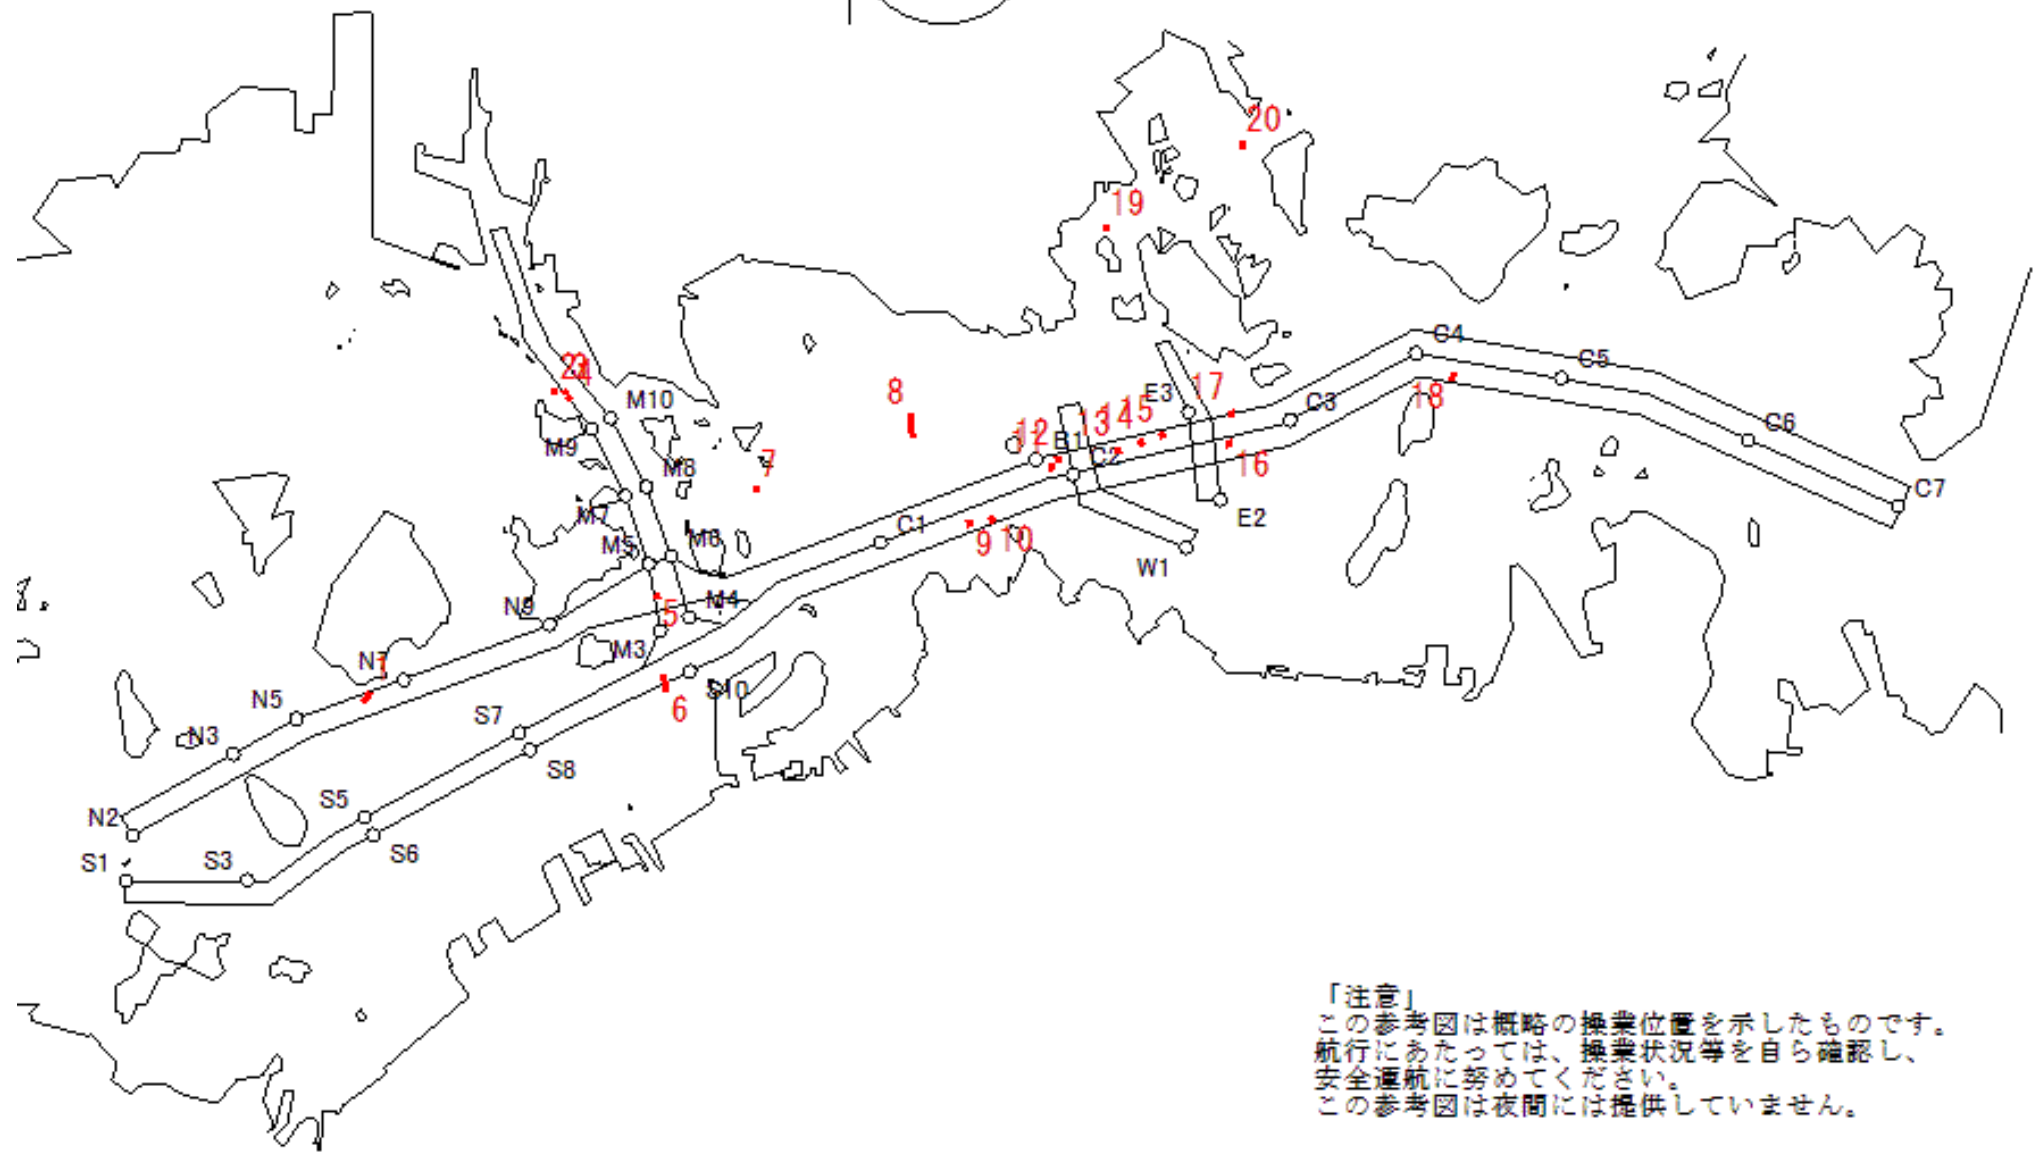 20
19
C4
C5
2 3 4
8
M10
E3
17
C3
18
12
B1
13
14
15
C6
M9
7
M8
C2
16
C7
M7
E2
C1
M5
M6
9
10
W1
N9
5
M4
M3
N7
1
N5
S10
6
N3
S7
S8
N2
S5
S1
S3
S6
「注意」
この参考図は概略の操業位置を示したものです。
航行にあたっては、操業状況等を自ら確認し、
安全運航に努めてください。
この参考図は夜間には提供していません。